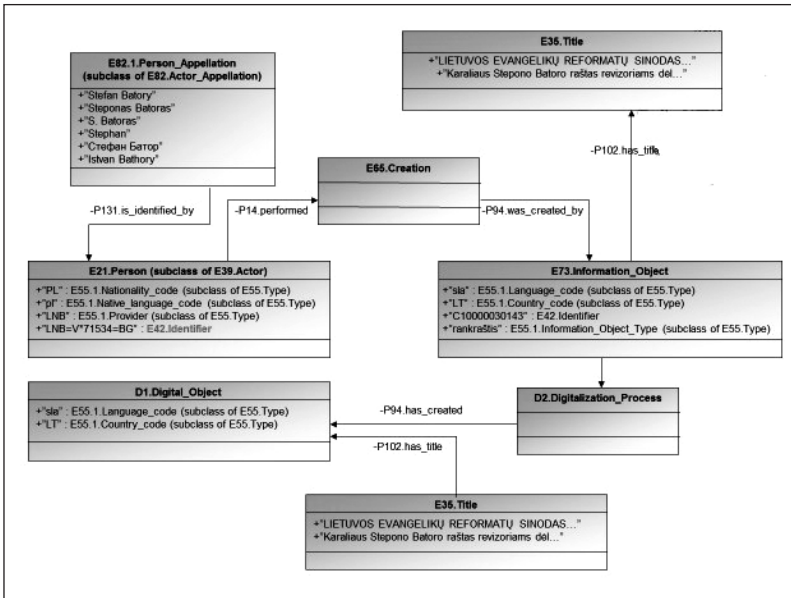 E82.1.Person_Appellation
(subclass of E82.Actor_Appellation)
+"Stefan Batory"
+"Steponas Batoras"
+"S. Batoras"
+"Stephan"
+"Стефан Батор"
+"Istvan Bathory"
E35.Title
+"LIETUVOS EVANGELIKŲ REFORMATŲ SINODAS..."
+"Karaliaus Stepono Batoro raštas revizoriams dėl..."
-P102.has_title
E65.Creation
-P131.is_identified_by
-P14.performed
-P94.was_created_by
E21.Person (subclass of E39.Actor)
+"PL" : E55.1.Nationality_code (subclass of E55.Type)
+"pl" : E55.1.Native_language_code (subclass of E55.Type)
+"LNB" : E55.1.Provider (subclass of E55.Type)
+"LNB=V*71534=BG" : E42.Identifier
E73.Information_Object
+"sla" : E55.1.Language_code (subclass of E55.Type)
+"LT" : E55.1.Country_code (subclass of E55.Type)
+"C10000030143" : E42.Identifier
+"rankraštis" : E55.1.Information_Object_Type (subclass of E55.Type)
D1.Digital_Object
+"sla" : E55.1.Language_code (subclass of E55.Type)
+"LT" : E55.1.Country_code (subclass of E55.Type)
-P94.has_created
D2.Digitalization_Process
-P102.has_title
E35.Title
+"LIETUVOS EVANGELIKŲ REFORMATŲ SINODAS..."
+"Karaliaus Stepono Batoro raštas revizoriams dėl..."